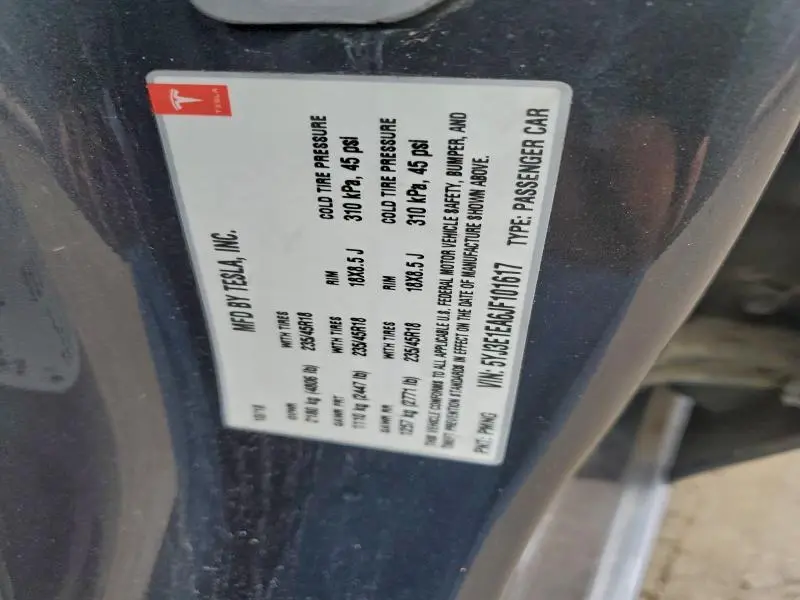 TESLA
MFD BY TESLA, INC.
10/18
GVWR WITH TIRES RIM COLD TIRE PRESSURE
2180 kg (4806 lb) 235/45R18 18X8.5 J 310 kPa, 45 psi
GAWR FRT WITH TIRES RIM COLD TIRE PRESSURE
1110 kg (2447 lb) 235/45R18 18X8.5 J 310 kPa, 45 psi
GAWR RR
1257 kg (2771 lb)
THIS VEHICLE CONFORMS TO ALL APPLICABLE U.S. FEDERAL MOTOR VEHICLE SAFETY, BUMPER, AND
THEFT PREVENTION STANDARDS IN EFFECT ON THE DATE OF MANUFACTURE SHOWN ABOVE.
PKT: PMNG VIN: 5YJ3E1EA6JF101617 TYPE: PASSENGER CAR